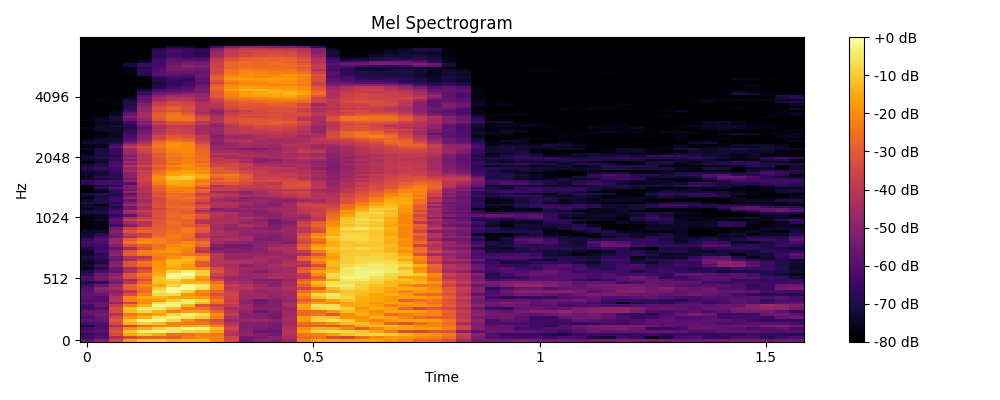 Mel Spectrogram
Hz
4096
2048
1024
512
0
0
0.5
1
1.5
Time
+0 dB
-10 dB
-20 dB
-30 dB
-40 dB
-50 dB
-60 dB
-70 dB
-80 dB